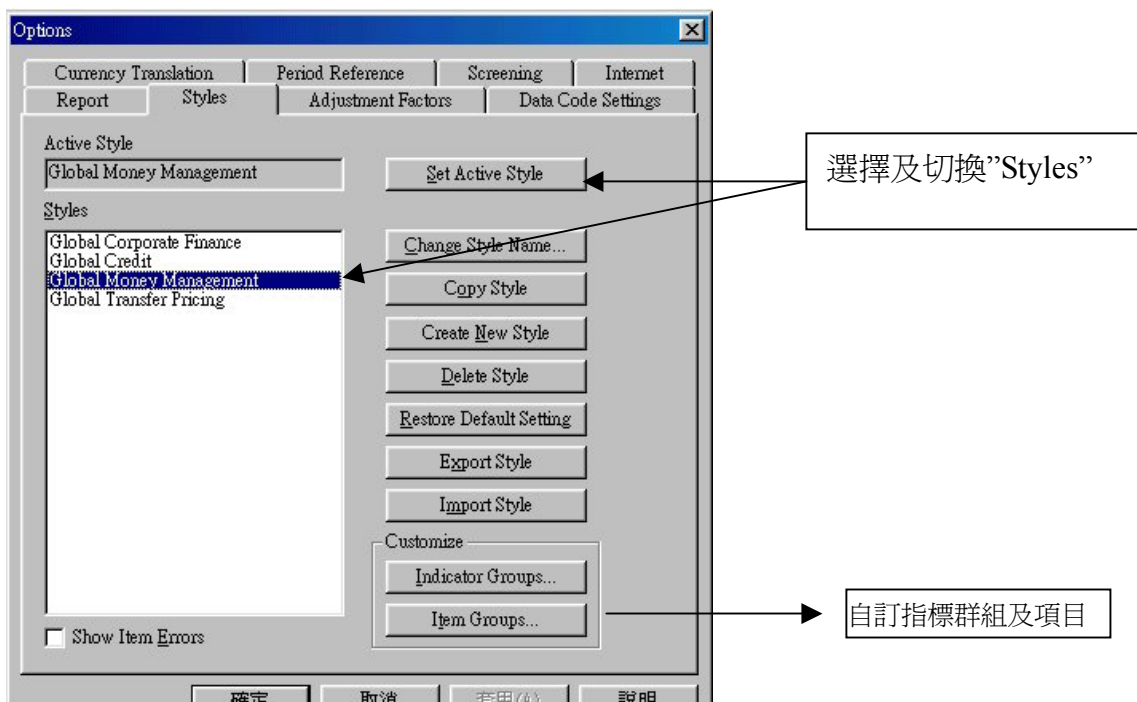 Options
Currency Translation Period Reference Screening Internet
Report Styles Adjustment Factors Data Code Settings
Active Style
Global Money Management
Set Active Style
選擇及切換”Styles”
Styles
Global Corporate Finance
Global Credit
Global Money Management
Global Transfer Pricing
Change Style Name...
Copy Style
Create New Style
Delete Style
Restore Default Setting
Export Style
Import Style
Customize
Indicator Groups...
Item Groups...
自訂指標群組及項目
Show Item Errors
確定 取消 套用(A) 說明